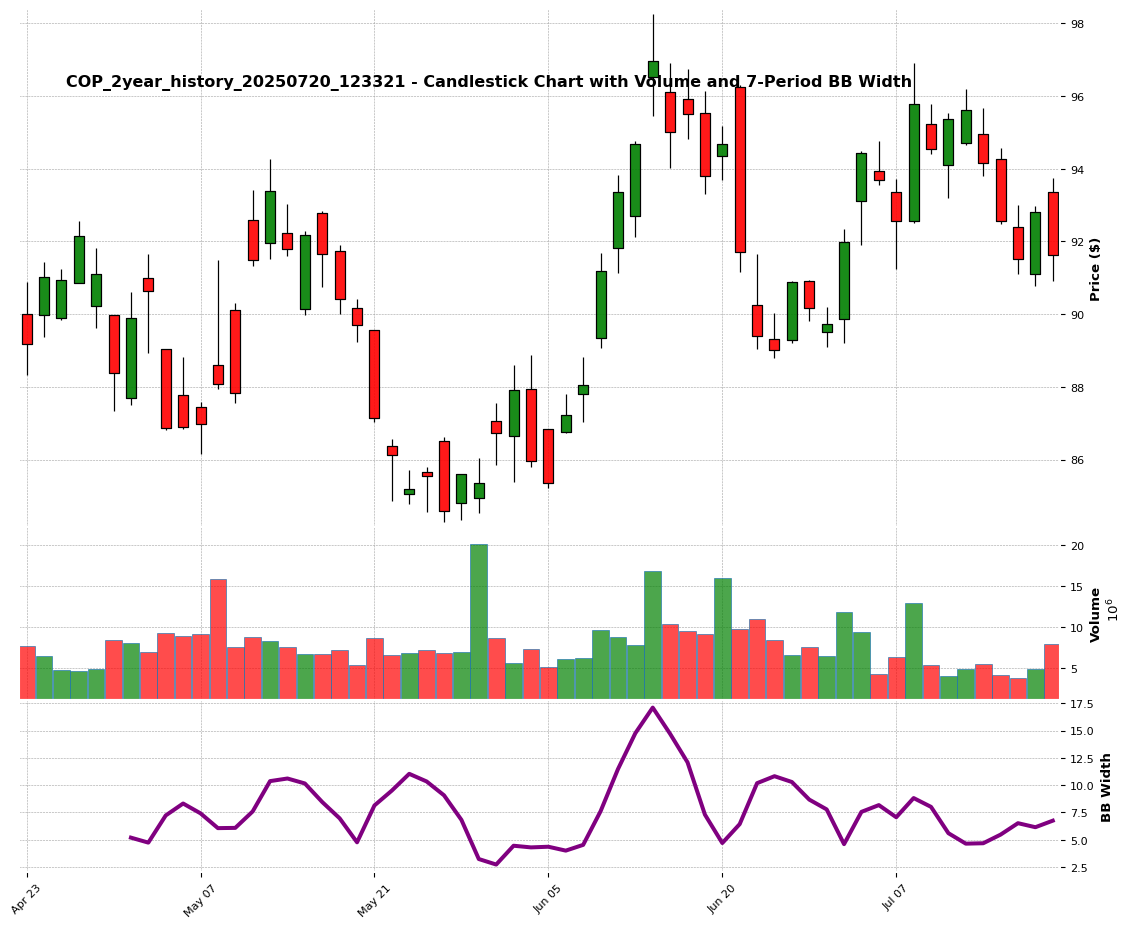 COP_2year_history_20250720_123321 - Candlestick Chart with Volume and 7-Period BB Width
98
96
94
92
90
88
86
Price ($)
20
15
10
5
Volume
10^6
17.5
15.0
12.5
10.0
7.5
5.0
2.5
BB Width
Apr 23
May 07
May 21
Jun 05
Jun 20
Jul 07